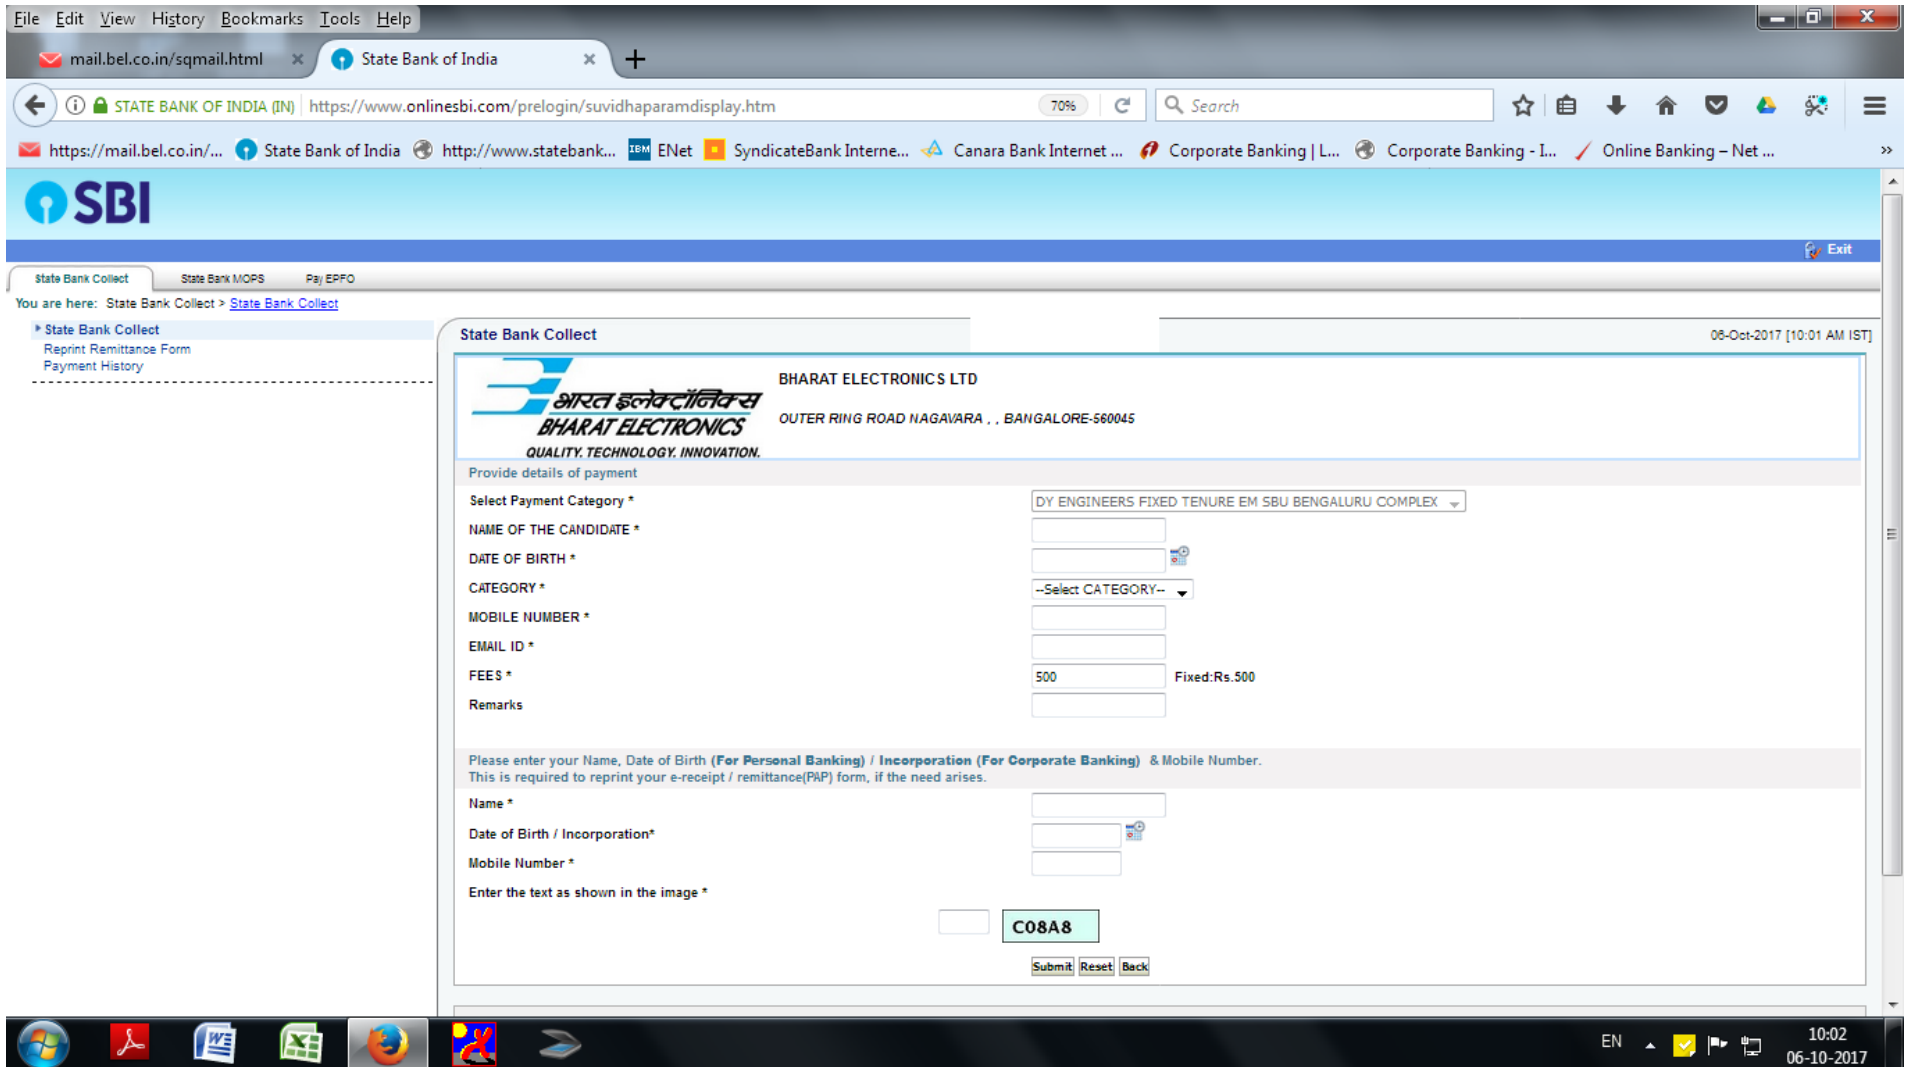 File Edit View History Bookmarks Tools Help
mail.bel.co.in/sqmail.html × State Bank of India × +
STATE BANK OF INDIA (IN) https://www.onlinesbi.com/prelogin/suvidhaparamdisplay.htm 70% Search
https://mail.bel.co.in/... State Bank of India http://www.statebank... IBM ENet SyndicateBank Interne... Canara Bank Internet ... Corporate Banking | L... Corporate Banking - I... Online Banking – Net ... »
SBI
Exit
State Bank Collect State Bank MOPS Pay EPFO
You are here: State Bank Collect > State Bank Collect
State Bank Collect
Reprint Remittance Form
Payment History
State Bank Collect 06-Oct-2017 [10:01 AM IST]
भारत इलेक्ट्रॉनिक्स
BHARAT ELECTRONICS
QUALITY. TECHNOLOGY. INNOVATION.
BHARAT ELECTRONICS LTD
OUTER RING ROAD NAGAVARA , , BANGALORE-560045
Provide details of payment
Select Payment Category * DY ENGINEERS FIXED TENURE EM SBU BENGALURU COMPLEX
NAME OF THE CANDIDATE *
DATE OF BIRTH *
CATEGORY * --Select CATEGORY--
MOBILE NUMBER *
EMAIL ID *
FEES * 500 Fixed:Rs.500
Remarks
Please enter your Name, Date of Birth (For Personal Banking) / Incorporation (For Corporate Banking) & Mobile Number.
This is required to reprint your e-receipt / remittance(PAP) form, if the need arises.
Name *
Date of Birth / Incorporation*
Mobile Number *
Enter the text as shown in the image *
C08A8
Submit Reset Back
EN 10:02
06-10-2017